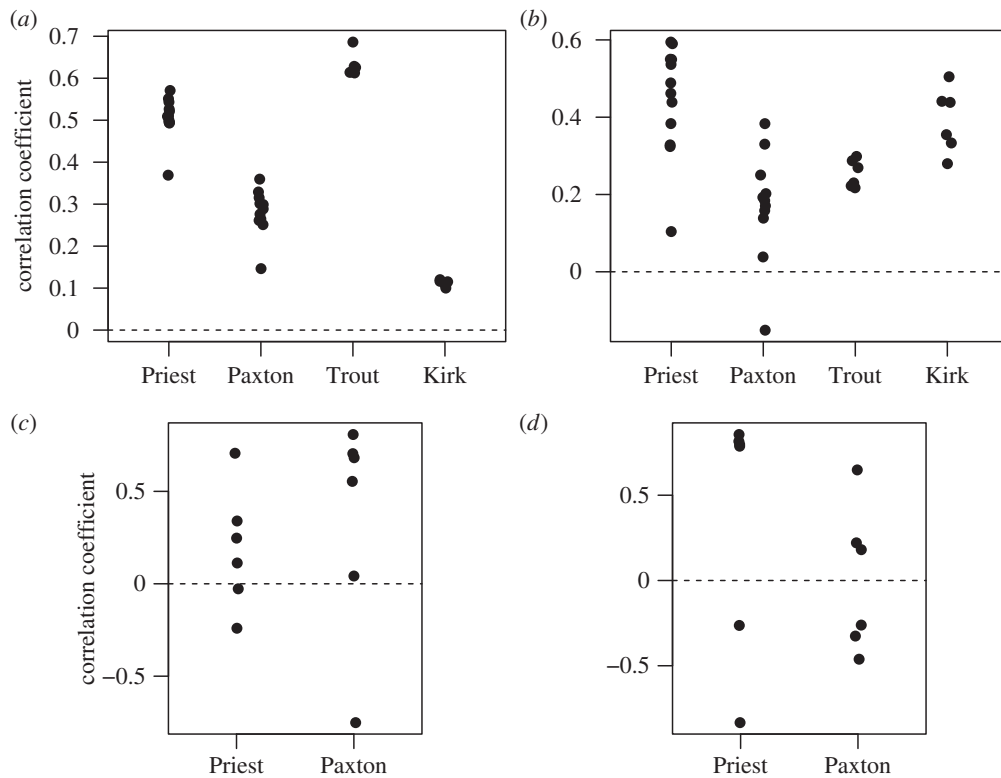 (a)
correlation coefficient
0.7
0.6
0.5
0.4
0.3
0.2
0.1
0
Priest Paxton Trout Kirk
(b)
0.6
0.4
0.2
0
Priest Paxton Trout Kirk
(c)
correlation coefficient
0.5
0
−0.5
Priest Paxton
(d)
0.5
0
−0.5
Priest Paxton